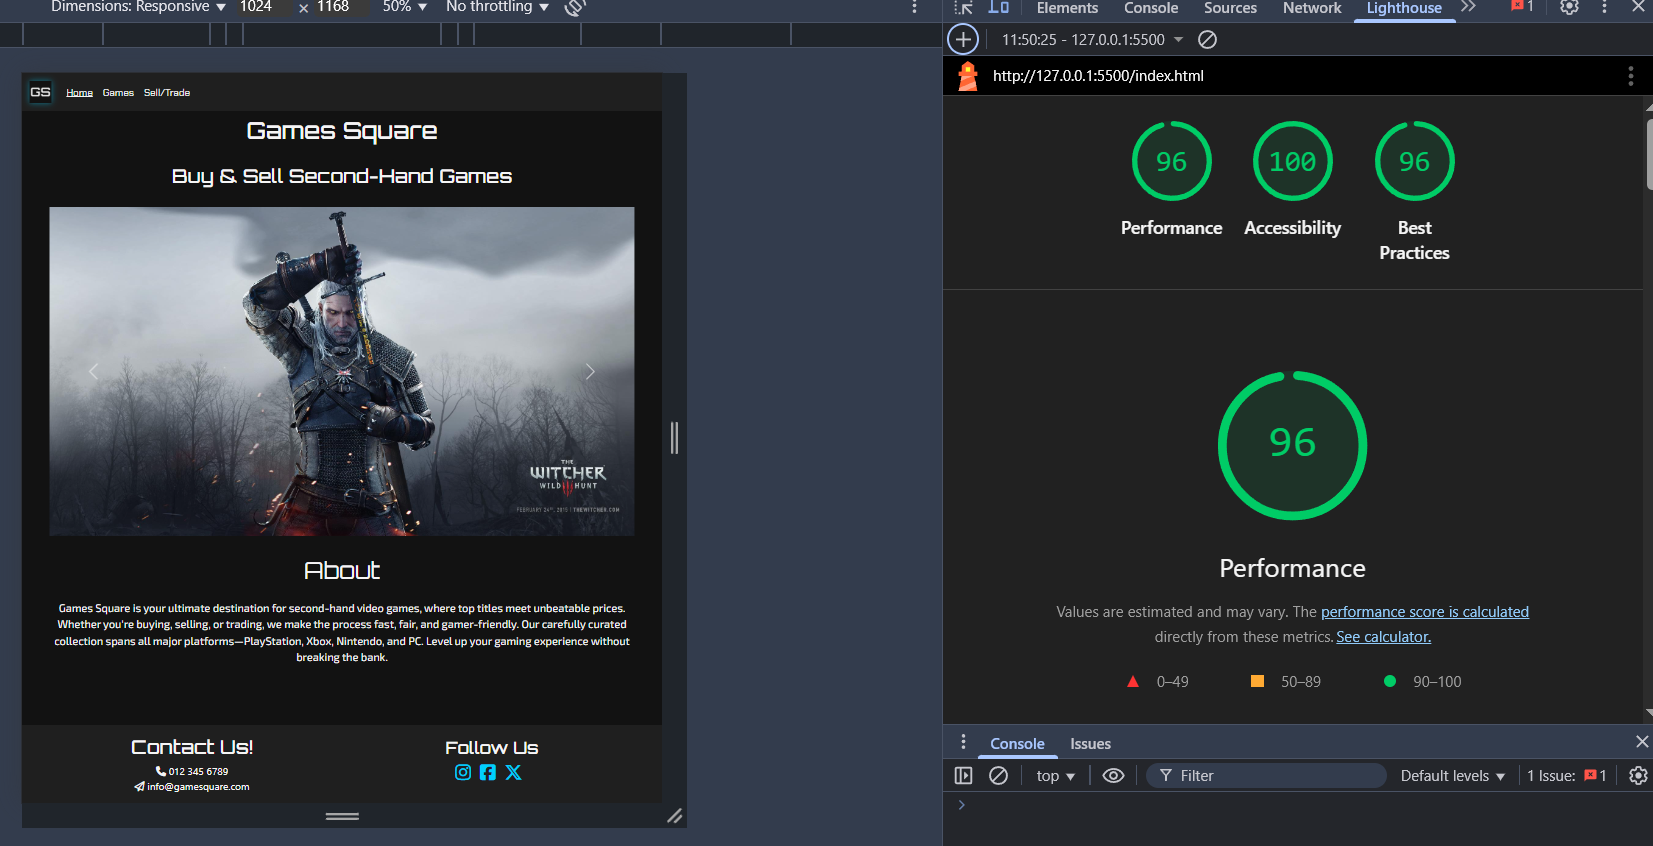 Dimensions: Responsive 1024 × 1168 50% No throttling
GS Home Games Sell/Trade
Games Square
Buy & Sell Second-Hand Games
THE
WITCHER
WILD HUNT
FEBRUARY 24TH, 2015 | THEWITCHER.COM
About
Games Square is your ultimate destination for second-hand video games, where top titles meet unbeatable prices.
Whether you're buying, selling, or trading, we make the process fast, fair, and gamer-friendly. Our carefully curated
collection spans all major platforms—PlayStation, Xbox, Nintendo, and PC. Level up your gaming experience without
breaking the bank.
Contact Us!
012 345 6789
info@gamesquare.com
Follow Us
Elements Console Sources Network Lighthouse 1
11:50:25 - 127.0.0.1:5500
http://127.0.0.1:5500/index.html
96 100 96
Performance Accessibility Best
Practices
96
Performance
Values are estimated and may vary. The performance score is calculated
directly from these metrics. See calculator.
0–49 50–89 90–100
Console Issues
top Filter Default levels 1 Issue: 1